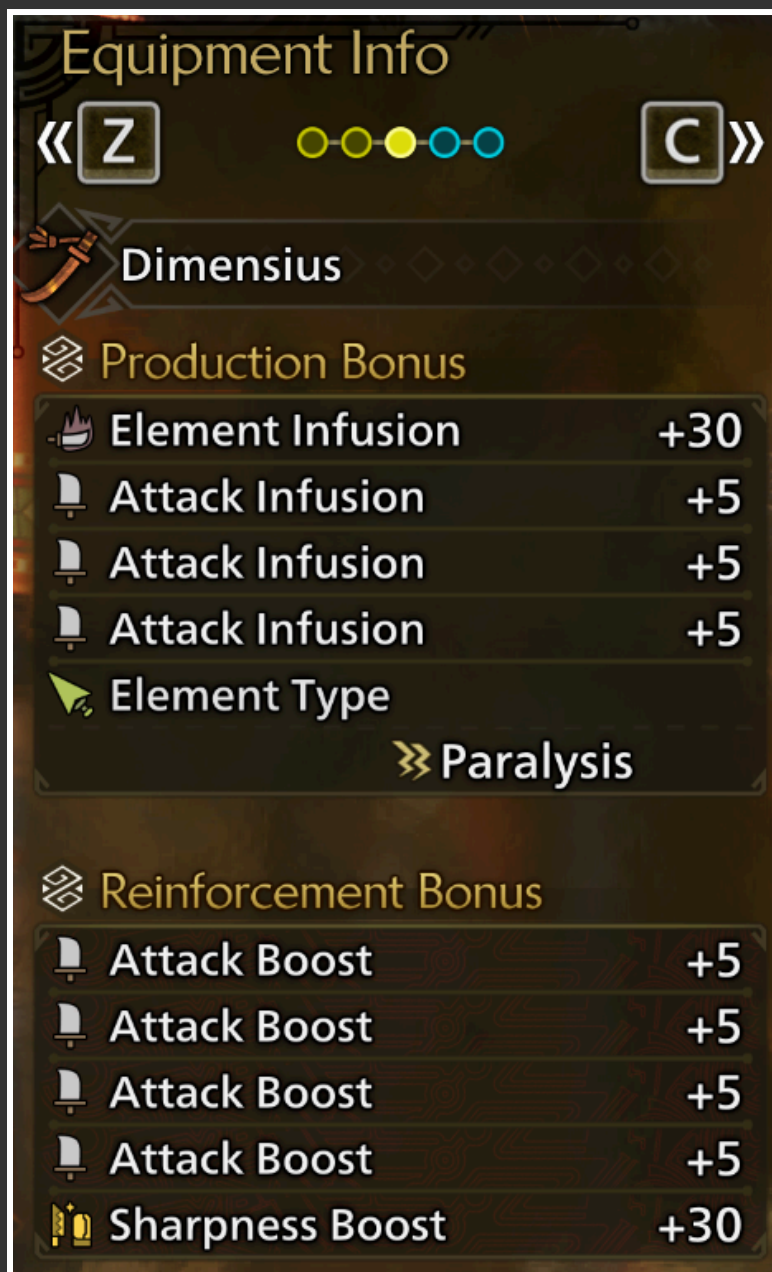 Equipment Info
Z C
Dimensius
Production Bonus
Element Infusion +30
Attack Infusion +5
Attack Infusion +5
Attack Infusion +5
Element Type
Paralysis
Reinforcement Bonus
Attack Boost +5
Attack Boost +5
Attack Boost +5
Attack Boost +5
Sharpness Boost +30